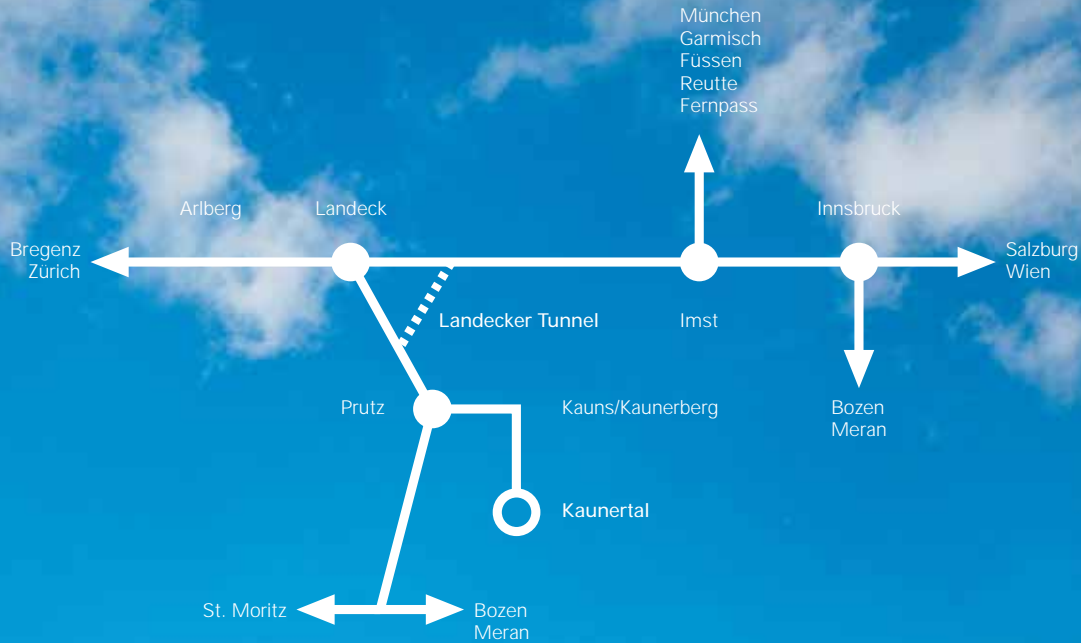 München
Garmisch
Füssen
Reutte
Fernpass
Arlberg
Landeck
Innsbruck
Bregenz
Zürich
Salzburg
Wien
Landecker Tunnel
Imst
Prutz
Kauns/Kaunerberg
Bozen
Meran
Kaunertal
St. Moritz
Bozen
Meran